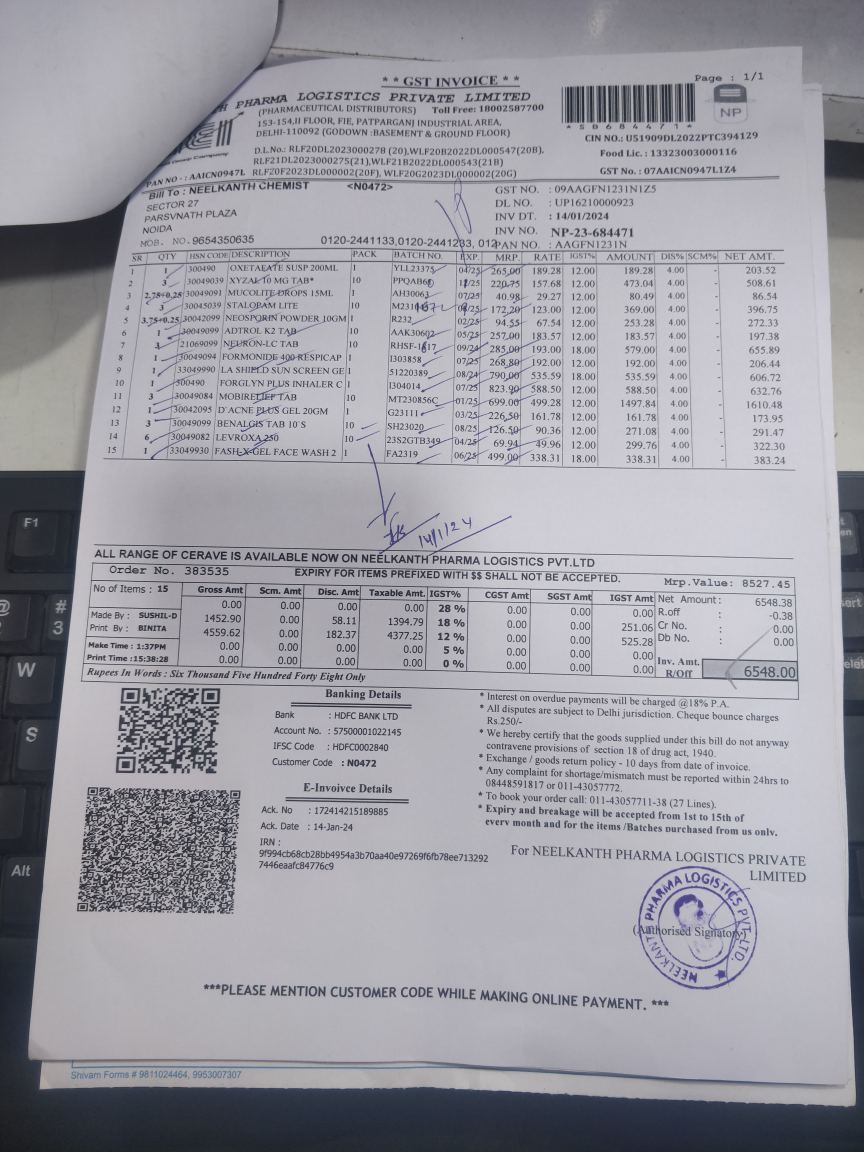 * * GST INVOICE * *
Page : 1/1
H PHARMA LOGISTICS PRIVATE LIMITED
(PHARMACEUTICAL DISTRIBUTORS) Toll Free: 18002587700
153-154,II FLOOR, FIE, PATPARGANJ INDUSTRIAL AREA,
DELHI-110092 (GODOWN :BASEMENT & GROUND FLOOR)
* S 8 6 8 4 4 7 1 *
NP
CIN NO.: U51909DL2022PTC394129
D.L.No.: RLF20DL2023000278 (20),WLF20B2022DL000547(20B),
Food Lic. : 13323003000116
RLF21DL2023000275(21),WLF21B2022DL000543(21B)
PAN NO - : AAICN0947L RLF20F2023DL000002(20F), WLF20G2023DL000002(20G)
GST No. : 07AAICN0947L1Z4
Bill To : NEELKANTH CHEMIST <N0472>
SECTOR 27
PARSVNATH PLAZA
NOIDA
MOB. NO. 9654350635 0120-2441133,0120-2441233, 012
GST NO. : 09AAGFN1231N1Z5
DL NO. : UP16210000923
INV DT. : 14/01/2024
INV NO. NP-23-684471
PAN NO. : AAGFN1231N
SR QTY HSN CODE DESCRIPTION PACK BATCH NO. EXP. MRP. RATE IGST% AMOUNT DIS% SCM% NET AMT.
1 1 300490 OXETACAINE SUSP 200ML 1 YLL23375 04/25 265.00 189.28 12.00 189.28 4.00 - 203.52
2 3 30049039 XYZAL 10 MG TAB* 10 PPQAB60 11/25 220.75 157.68 12.00 473.04 4.00 - 508.61
3 2.75+0.25 30049091 MUCOLITE DROPS 15ML 1 AH30063 07/25 40.98 29.27 12.00 80.49 4.00 - 86.54
4 3 30045039 STALOPAM LITE 10 172.20 123.00 12.00 369.00 4.00 - 396.75
5 3.75+0.25 30042099 NEOSPORIN POWDER 10GM 1 R232 02/25 94.55 67.54 12.00 253.28 4.00 - 272.33
6 1 30049099 ADTROL K2 TAB 10 AAK30602 05/25 257.00 183.57 12.00 183.57 4.00 - 197.38
7 3 21069099 NEURON-LC TAB 10 RHSF-1617 09/24 285.00 193.00 18.00 579.00 4.00 - 655.89
8 1 30049094 FORMONIDE 400 RESPICAP 1 I303858 07/25 268.80 192.00 12.00 192.00 4.00 - 206.44
9 1 33049990 LA SHIELD SUN SCREEN GE 1 51220389 08/24 790.00 535.59 18.00 535.59 4.00 - 606.72
10 1 300490 FORGLYN PLUS INHALER C 1 I304014 07/25 823.90 588.50 12.00 588.50 4.00 - 632.76
11 3 30049084 MOBIRELIEF TAB 10 MT230856C 01/25 699.00 499.28 12.00 1497.84 4.00 - 1610.48
12 1 30042095 D'ACNE PLUS GEL 20GM 1 G23111 03/25 226.50 161.78 12.00 161.78 4.00 - 173.95
13 3 30049099 BENALGIS TAB 10`S 10 SH23020 08/25 126.50 90.36 12.00 271.08 4.00 - 291.47
14 6 30049082 LEVROXA 250 10 23S2GTB349 04/25 69.94 49.96 12.00 299.76 4.00 - 322.30
15 1 33049930 FASH-X-GEL FACE WASH 2 1 FA2319 06/25 499.00 338.31 18.00 338.31 4.00 - 383.24
14/1/24
ALL RANGE OF CERAVE IS AVAILABLE NOW ON NEELKANTH PHARMA LOGISTICS PVT.LTD
Order No. 383535 EXPIRY FOR ITEMS PREFIXED WITH $$ SHALL NOT BE ACCEPTED. Mrp.Value: 8527.45
No of Items : 15 Gross Amt Scm. Amt Disc. Amt Taxable Amt. IGST% CGST Amt SGST Amt IGST Amt Net Amount : 6548.38
0.00 0.00 0.00 0.00 28 % 0.00 0.00 0.00 R.off : -0.38
Made By : SUSHIL-D 1452.90 0.00 58.11 1394.79 18 % 0.00 0.00 251.06 Cr No. : 0.00
Print By : BINITA 4559.62 0.00 182.37 4377.25 12 % 0.00 0.00 525.28 Db No. : 0.00
Make Time : 1:37PM 0.00 0.00 0.00 0.00 5 % 0.00 0.00 0.00
Print Time :15:38:28 0.00 0.00 0.00 0.00 0 % 0.00 0.00 0.00 Inv. Amt. R/Off 6548.00
Rupees In Words : Six Thousand Five Hundred Forty Eight Only
Banking Details
Bank : HDFC BANK LTD
Account No. : 57500001022145
IFSC Code : HDFC0002840
Customer Code : N0472
E-Invoivce Details
Ack. No : 172414215189885
Ack. Date : 14-Jan-24
IRN :
9f994cb68cb28bb4954a3b70aa40e97269f6fb78ee713292
7446eaafc84776c9
* Interest on overdue payments will be charged @18% P.A.
* All disputes are subject to Delhi jurisdiction. Cheque bounce charges
Rs.250/-
* We hereby certify that the goods supplied under this bill do not anyway
contravene provisions of section 18 of drug act, 1940.
* Exchange / goods return policy - 10 days from date of invoice.
* Any complaint for shortage/mismatch must be reported within 24hrs to
08448591817 or 011-43057772.
* To book your order call: 011-43057711-38 (27 Lines).
* Expiry and breakage will be accepted from 1st to 15th of
every month and for the items /Batches purchased from us only.
For NEELKANTH PHARMA LOGISTICS PRIVATE
LIMITED
NEELKANTH PHARMA LOGISTICS PVT. LTD.
(Authorised Signatory)
***PLEASE MENTION CUSTOMER CODE WHILE MAKING ONLINE PAYMENT. ***
Shivam Forms # 9811024464, 9953007307
F1
@
2
#
3
W
S
Alt